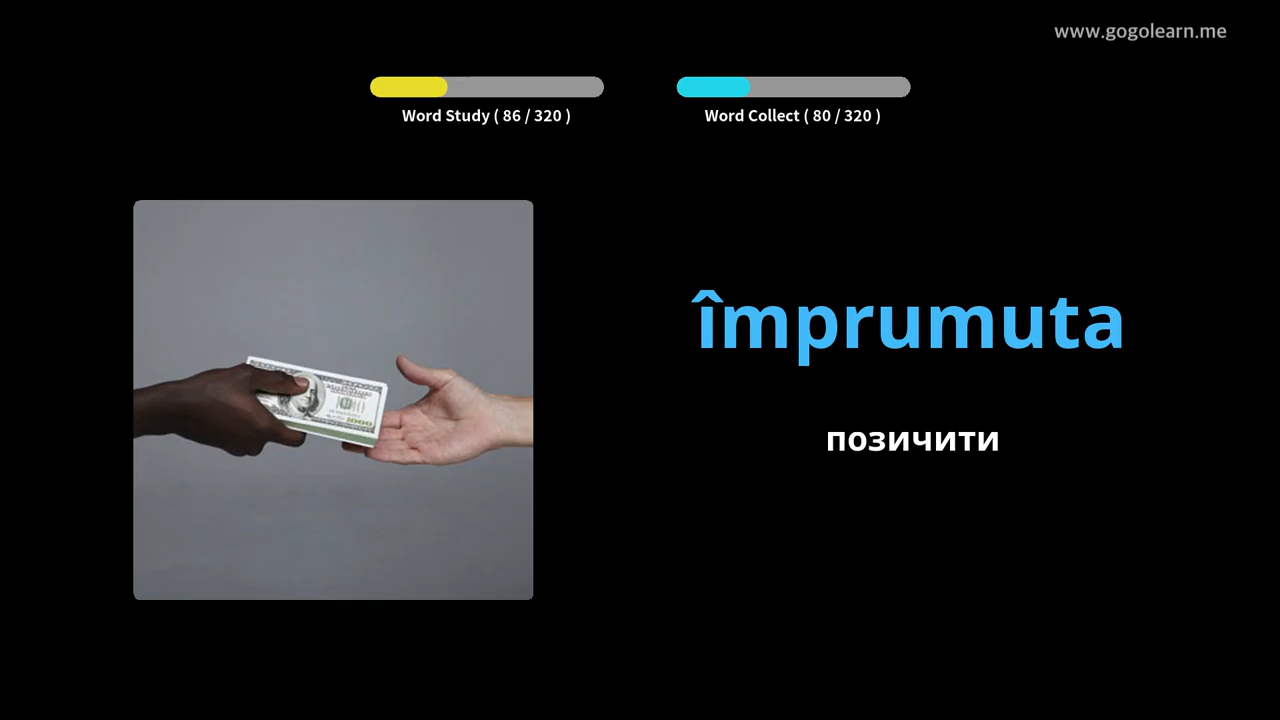 www.gogolearn.me
Word Study ( 86 / 320 )
Word Collect ( 80 / 320 )
împrumuta
позичити